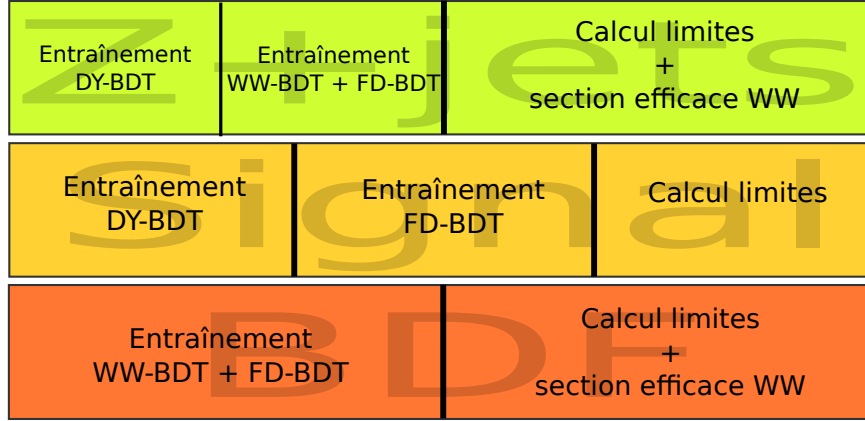 Z+jets
Entraînement
DY-BDT
Entraînement
WW-BDT + FD-BDT
Calcul limites
+
section efficace WW
Signal
Entraînement
DY-BDT
Entraînement
FD-BDT
Calcul limites
BDF
Entraînement
WW-BDT + FD-BDT
Calcul limites
+
section efficace WW